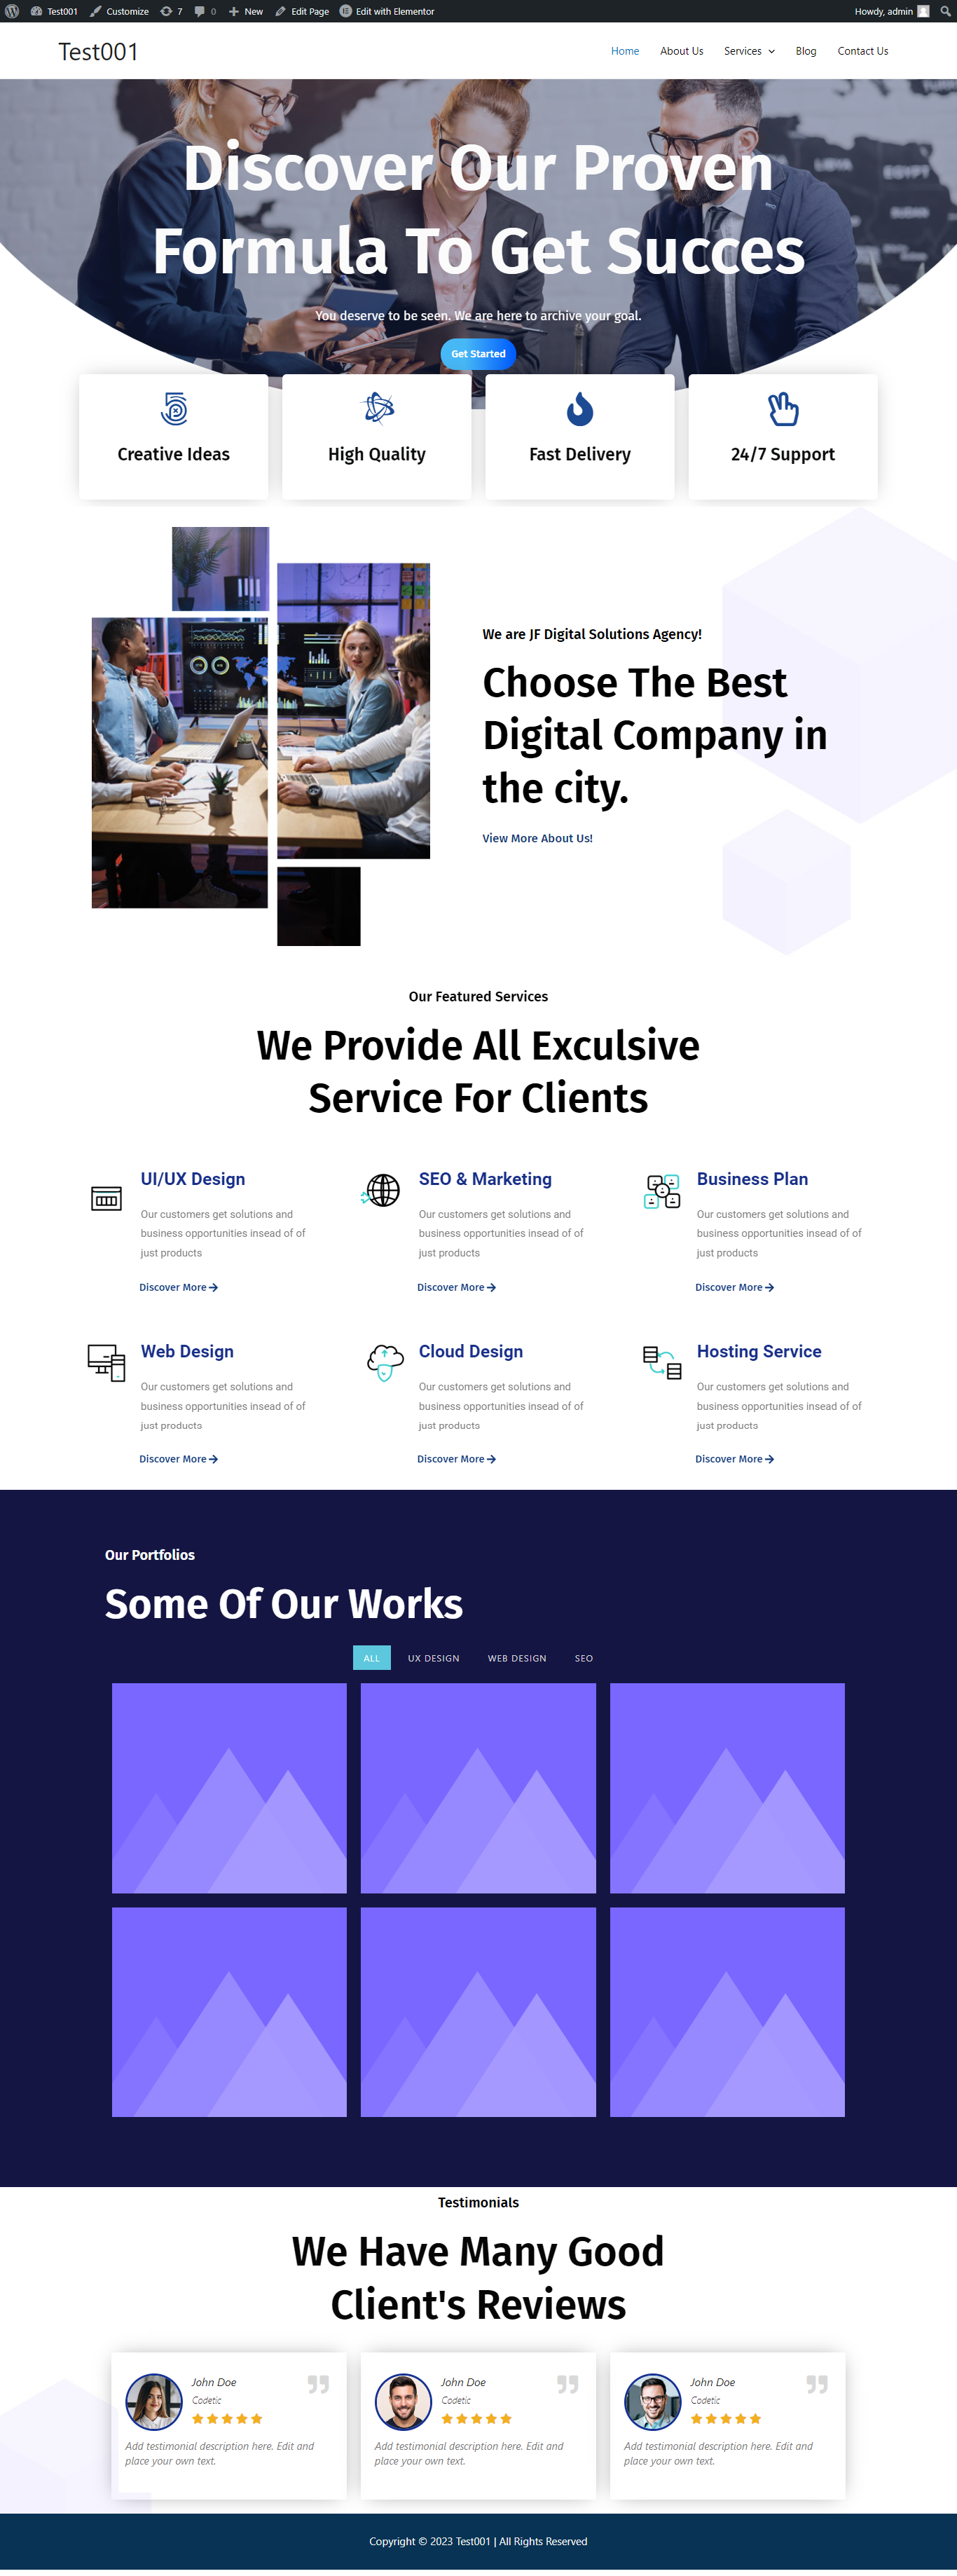 Test001 Customize 7 0 New Edit Page Edit with Elementor Howdy, admin
Test001 Home About Us Services Blog Contact Us
Discover Our Proven
Formula To Get Succes
You deserve to be seen. We are here to archive your goal.
Get Started
Creative Ideas High Quality Fast Delivery 24/7 Support
We are JF Digital Solutions Agency!
Choose The Best
Digital Company in
the city.
View More About Us!
Our Featured Services
We Provide All Exculsive
Service For Clients
UI/UX Design SEO & Marketing Business Plan
Our customers get solutions and Our customers get solutions and Our customers get solutions and
business opportunities insead of of business opportunities insead of of business opportunities insead of of
just products just products just products
Discover More Discover More Discover More
Web Design Cloud Design Hosting Service
Our customers get solutions and Our customers get solutions and Our customers get solutions and
business opportunities insead of of business opportunities insead of of business opportunities insead of of
just products just products just products
Discover More Discover More Discover More
Our Portfolios
Some Of Our Works
ALL UX DESIGN WEB DESIGN SEO
Testimonials
We Have Many Good
Client's Reviews
John Doe John Doe John Doe
Codetic Codetic Codetic
Add testimonial description here. Edit and Add testimonial description here. Edit and Add testimonial description here. Edit and
place your own text. place your own text. place your own text.
Copyright © 2023 Test001 | All Rights Reserved